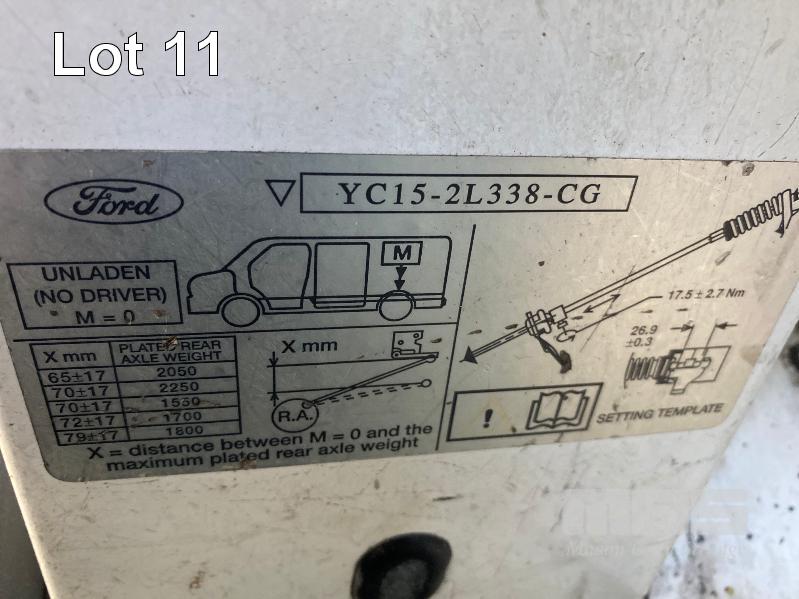 Lot 11
Ford
YC15-2L338-CG
UNLADEN
(NO DRIVER)
M = 0
M
17.5 ± 2.7 Nm
26.9
±0.3
X mm
PLATED REAR
AXLE WEIGHT
65±17 2050
70±17 2250
70±17 1550
72±17 1700
79±17 1800
X mm
R.A.
!
SETTING TEMPLATE
X = distance between M = 0 and the
maximum plated rear axle weight